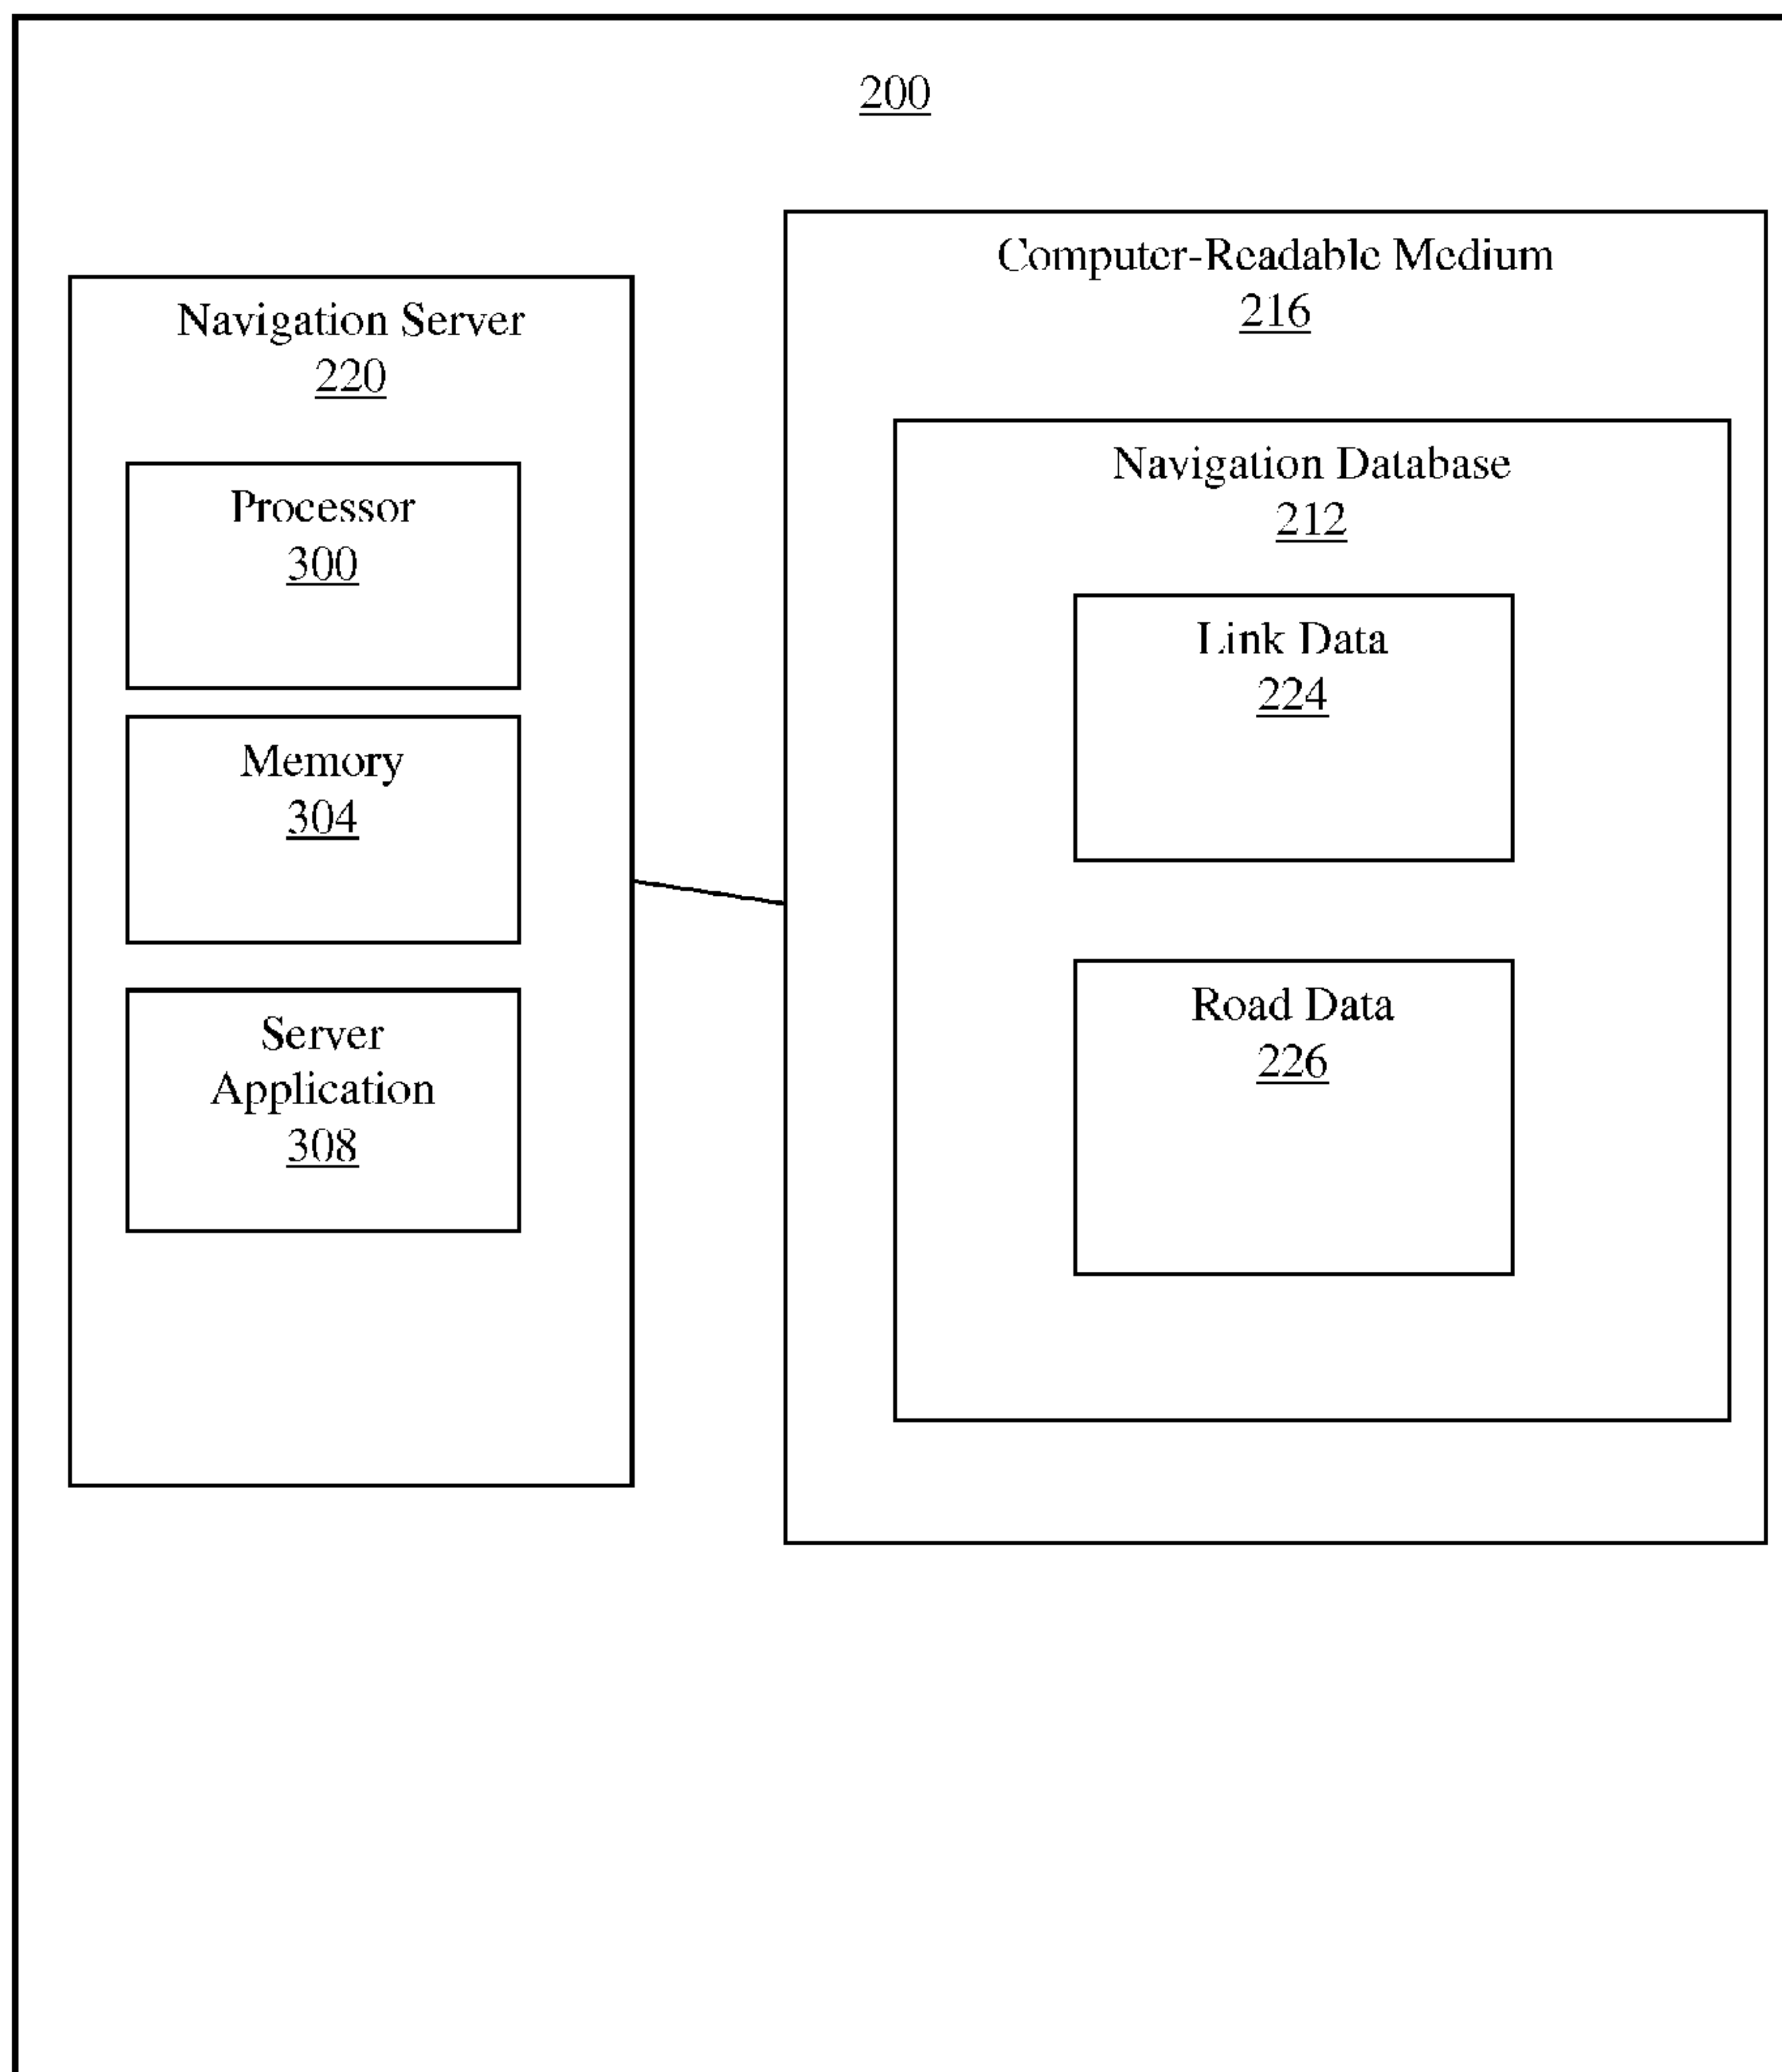 200
Navigation Server
220
Processor
300
Memory
304
Server
Application
308
Computer-Readable Medium
216
Navigation Database
212
Link Data
224
Road Data
226